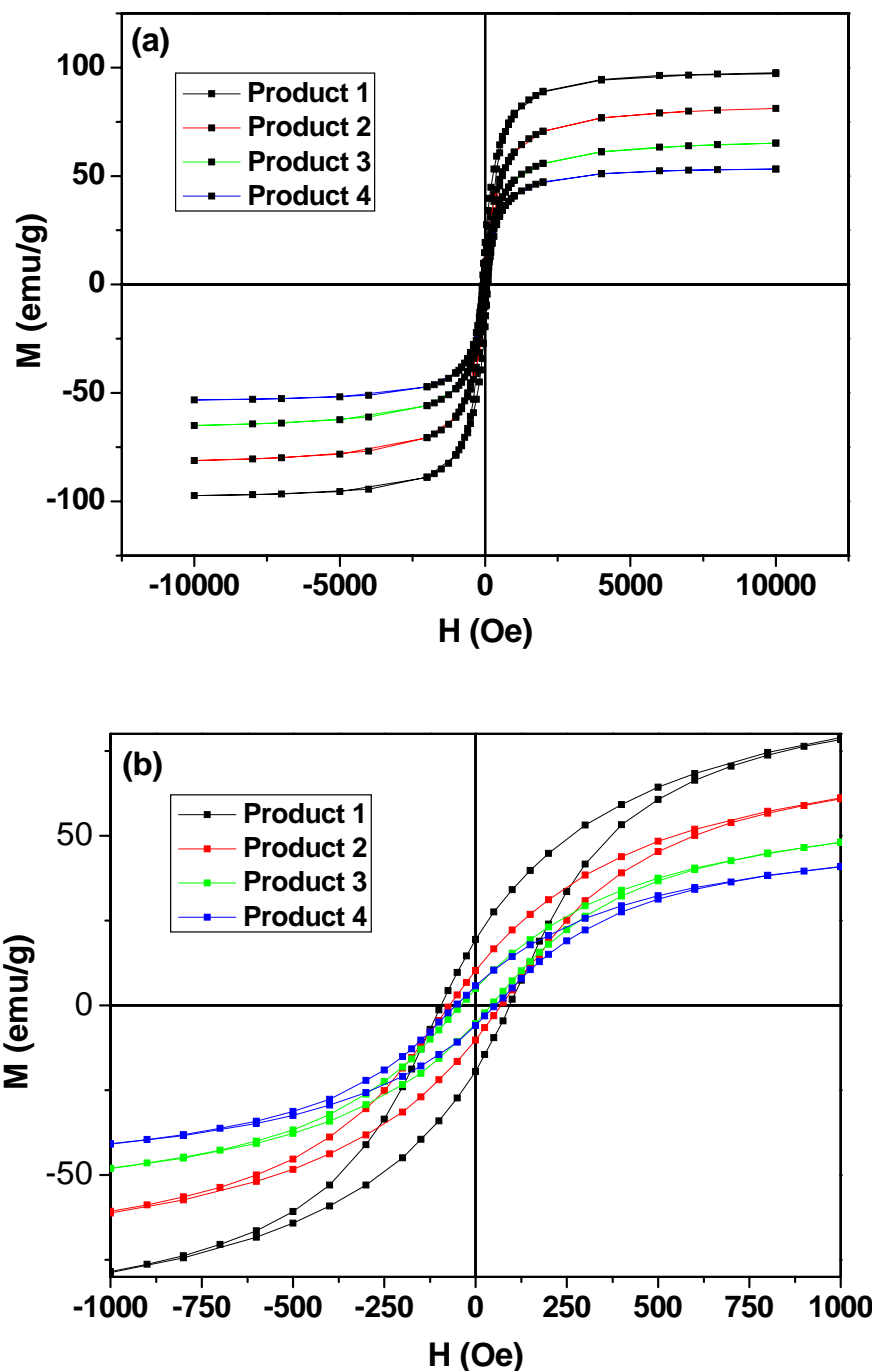 (a)
Product 1
Product 2
Product 3
Product 4
100
50
0
-50
-100
M (emu/g)
-10000 -5000 0 5000 10000
H (Oe)
(b)
Product 1
Product 2
Product 3
Product 4
50
0
-50
M (emu/g)
-1000 -750 -500 -250 0 250 500 750 1000
H (Oe)